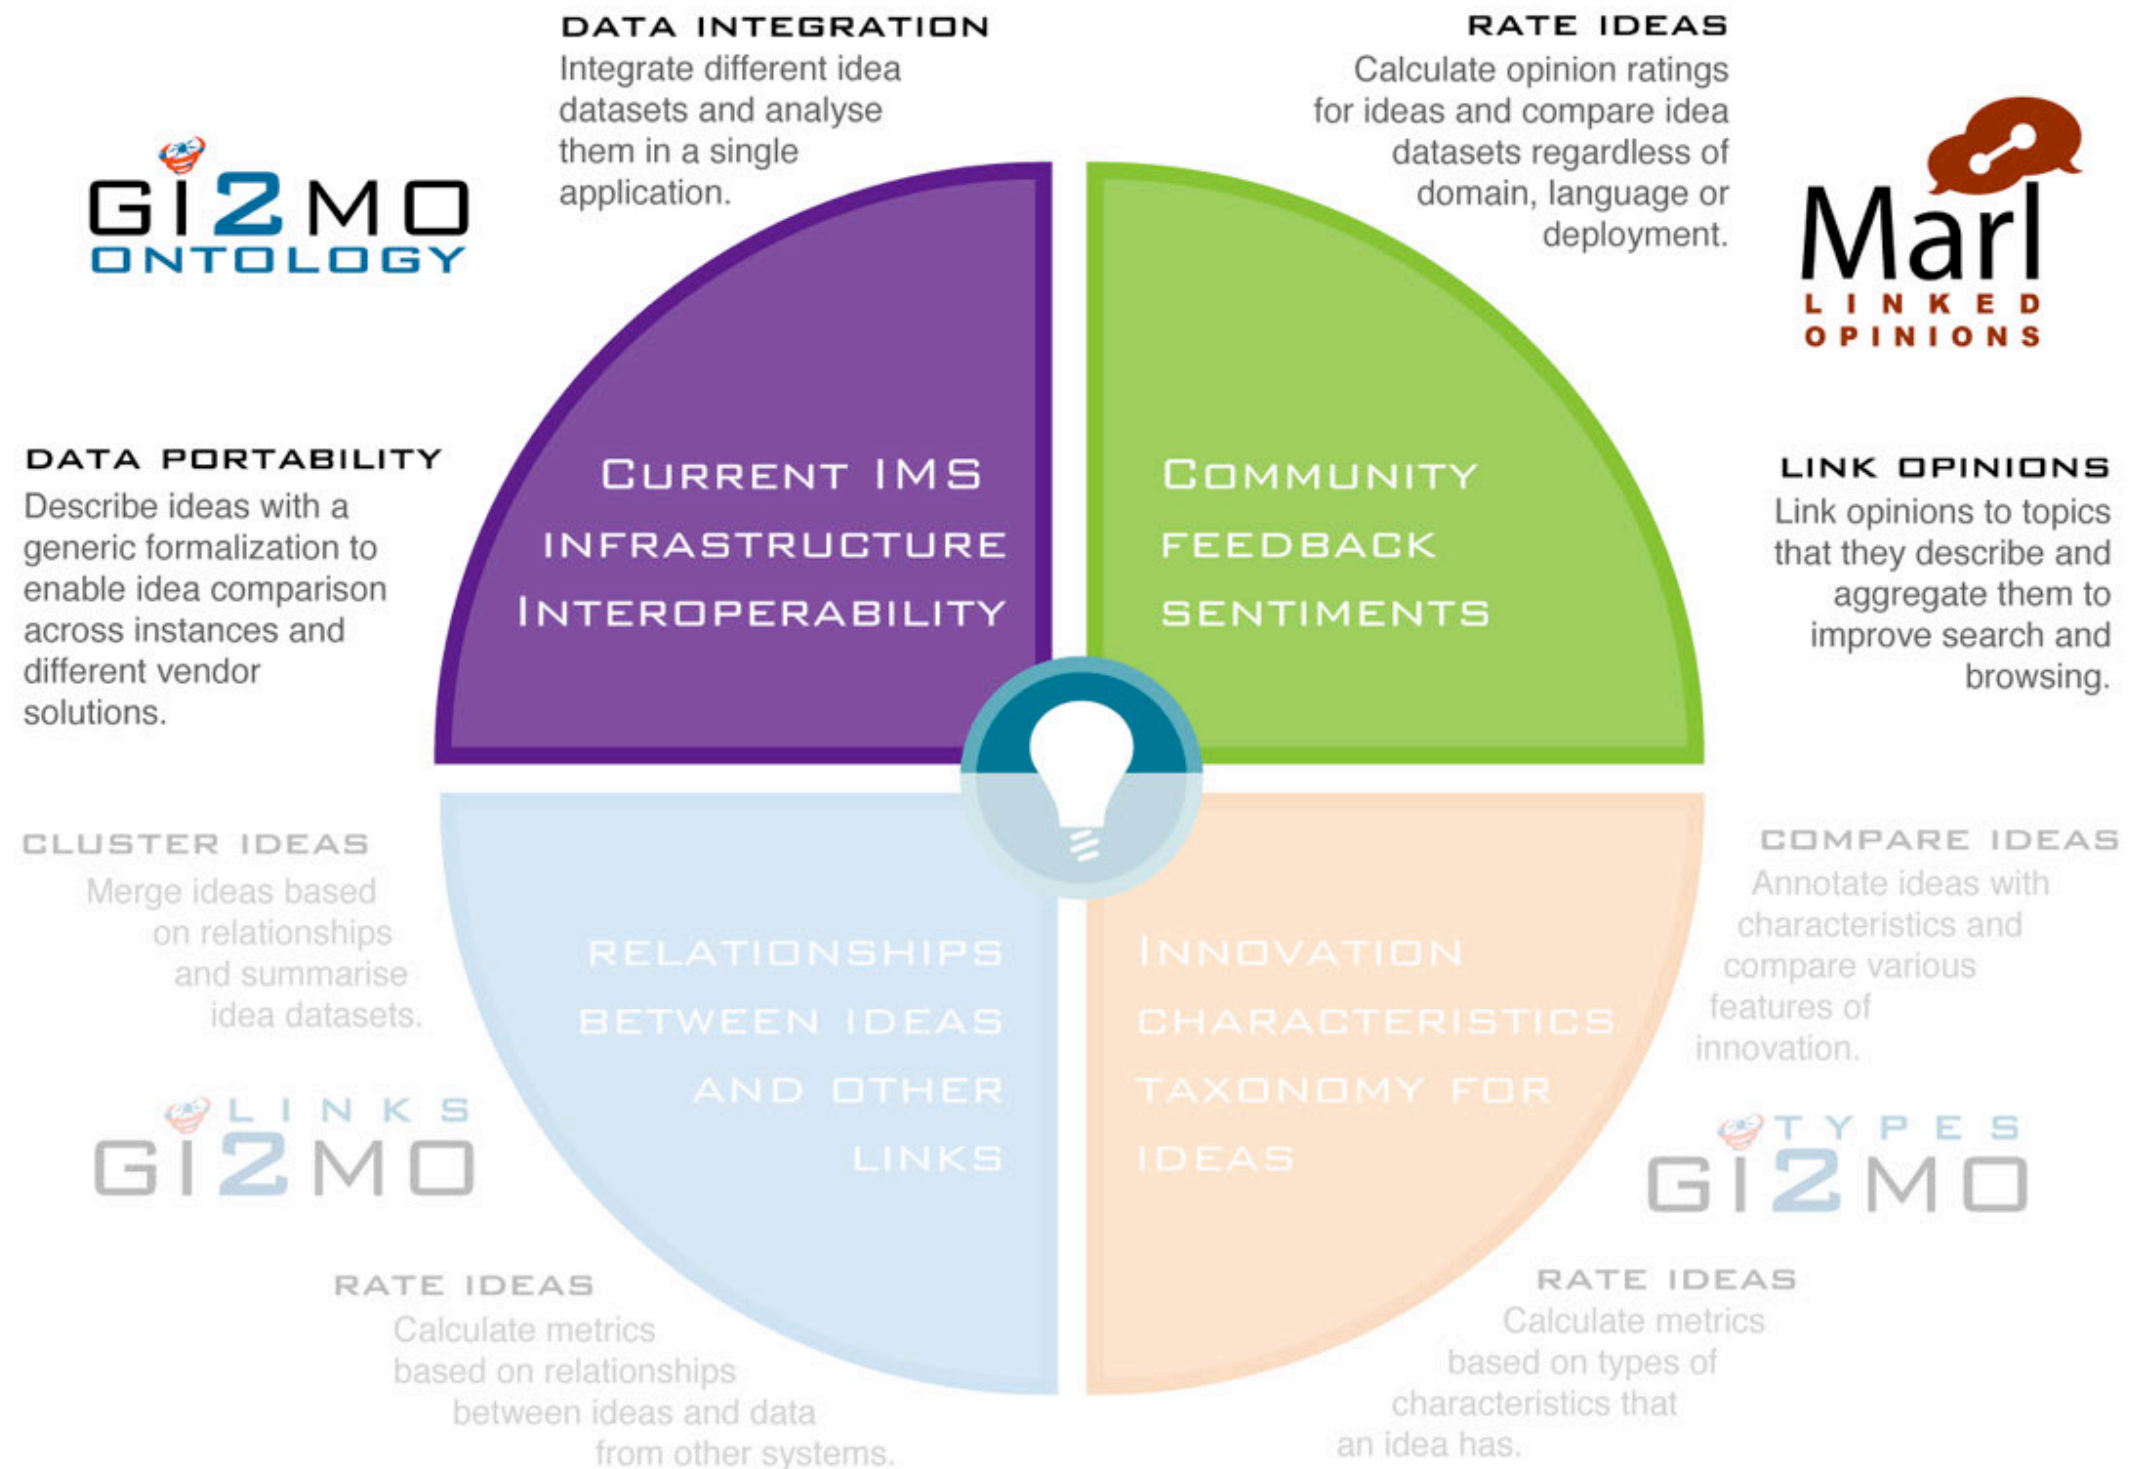 DATA INTEGRATION
Integrate different idea
datasets and analyse
them in a single
application.
RATE IDEAS
Calculate opinion ratings
for ideas and compare idea
datasets regardless of
domain, language or
deployment.
GI2MO
ONTOLOGY
Marl
LINKED
OPINIONS
DATA PORTABILITY
Describe ideas with a
generic formalization to
enable idea comparison
across instances and
different vendor
solutions.
CURRENT IMS
INFRASTRUCTURE
INTEROPERABILITY
COMMUNITY
FEEDBACK
SENTIMENTS
LINK OPINIONS
Link opinions to topics
that they describe and
aggregate them to
improve search and
browsing.
CLUSTER IDEAS
Merge ideas based
on relationships
and summarise
idea datasets.
RELATIONSHIPS
BETWEEN IDEAS
AND OTHER
LINKS
INNOVATION
CHARACTERISTICS
TAXONOMY FOR
IDEAS
COMPARE IDEAS
Annotate ideas with
characteristics and
compare various
features of
innovation.
LINKS
GI2MO
TYPES
GI2MO
RATE IDEAS
Calculate metrics
based on relationships
between ideas and data
from other systems.
RATE IDEAS
Calculate metrics
based on types of
characteristics that
an idea has.